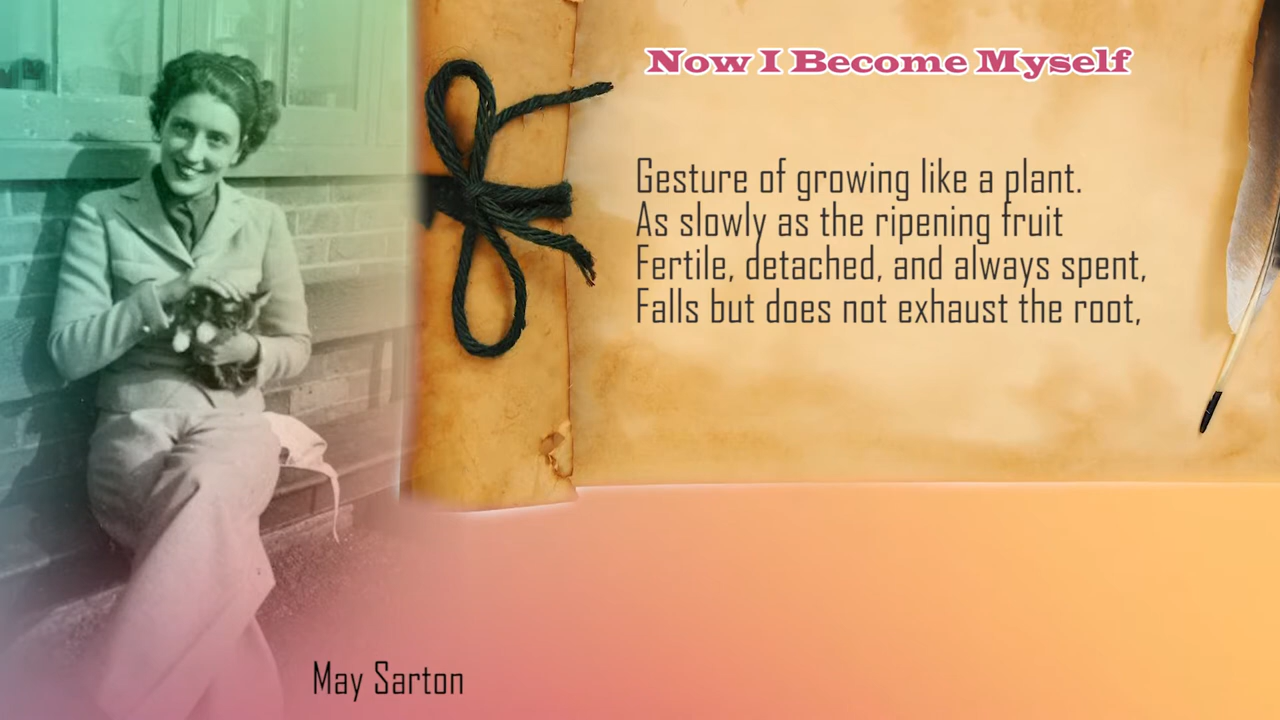 Now I Become Myself
Gesture of growing like a plant.
As slowly as the ripening fruit
Fertile, detached, and always spent,
Falls but does not exhaust the root,
May Sarton